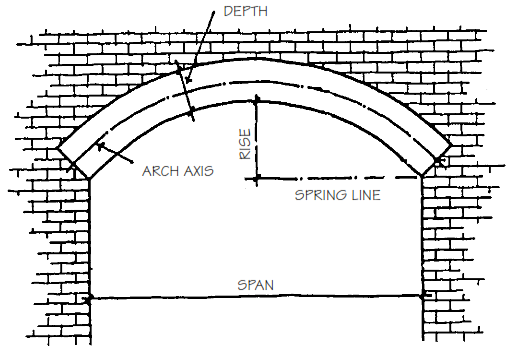 DEPTH
RISE
ARCH AXIS
SPRING LINE
SPAN